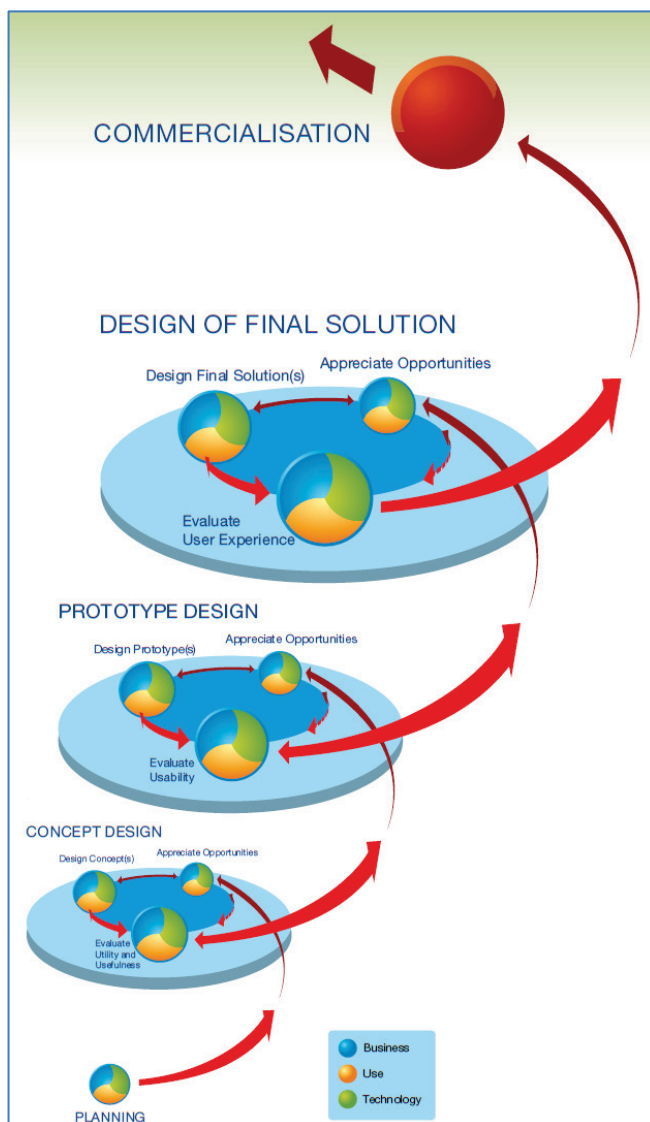 COMMERCIALISATION
DESIGN OF FINAL SOLUTION
Appreciate Opportunities
Design Final Solution(s)
Evaluate
User Experience
PROTOTYPE DESIGN
Appreciate Opportunities
Design Prototype(s)
Evaluate
Usability
CONCEPT DESIGN
Appreciate Opportunities
Design Concept(s)
Evaluate
Utility and
Usefulness
Business
Use
Technology
PLANNING